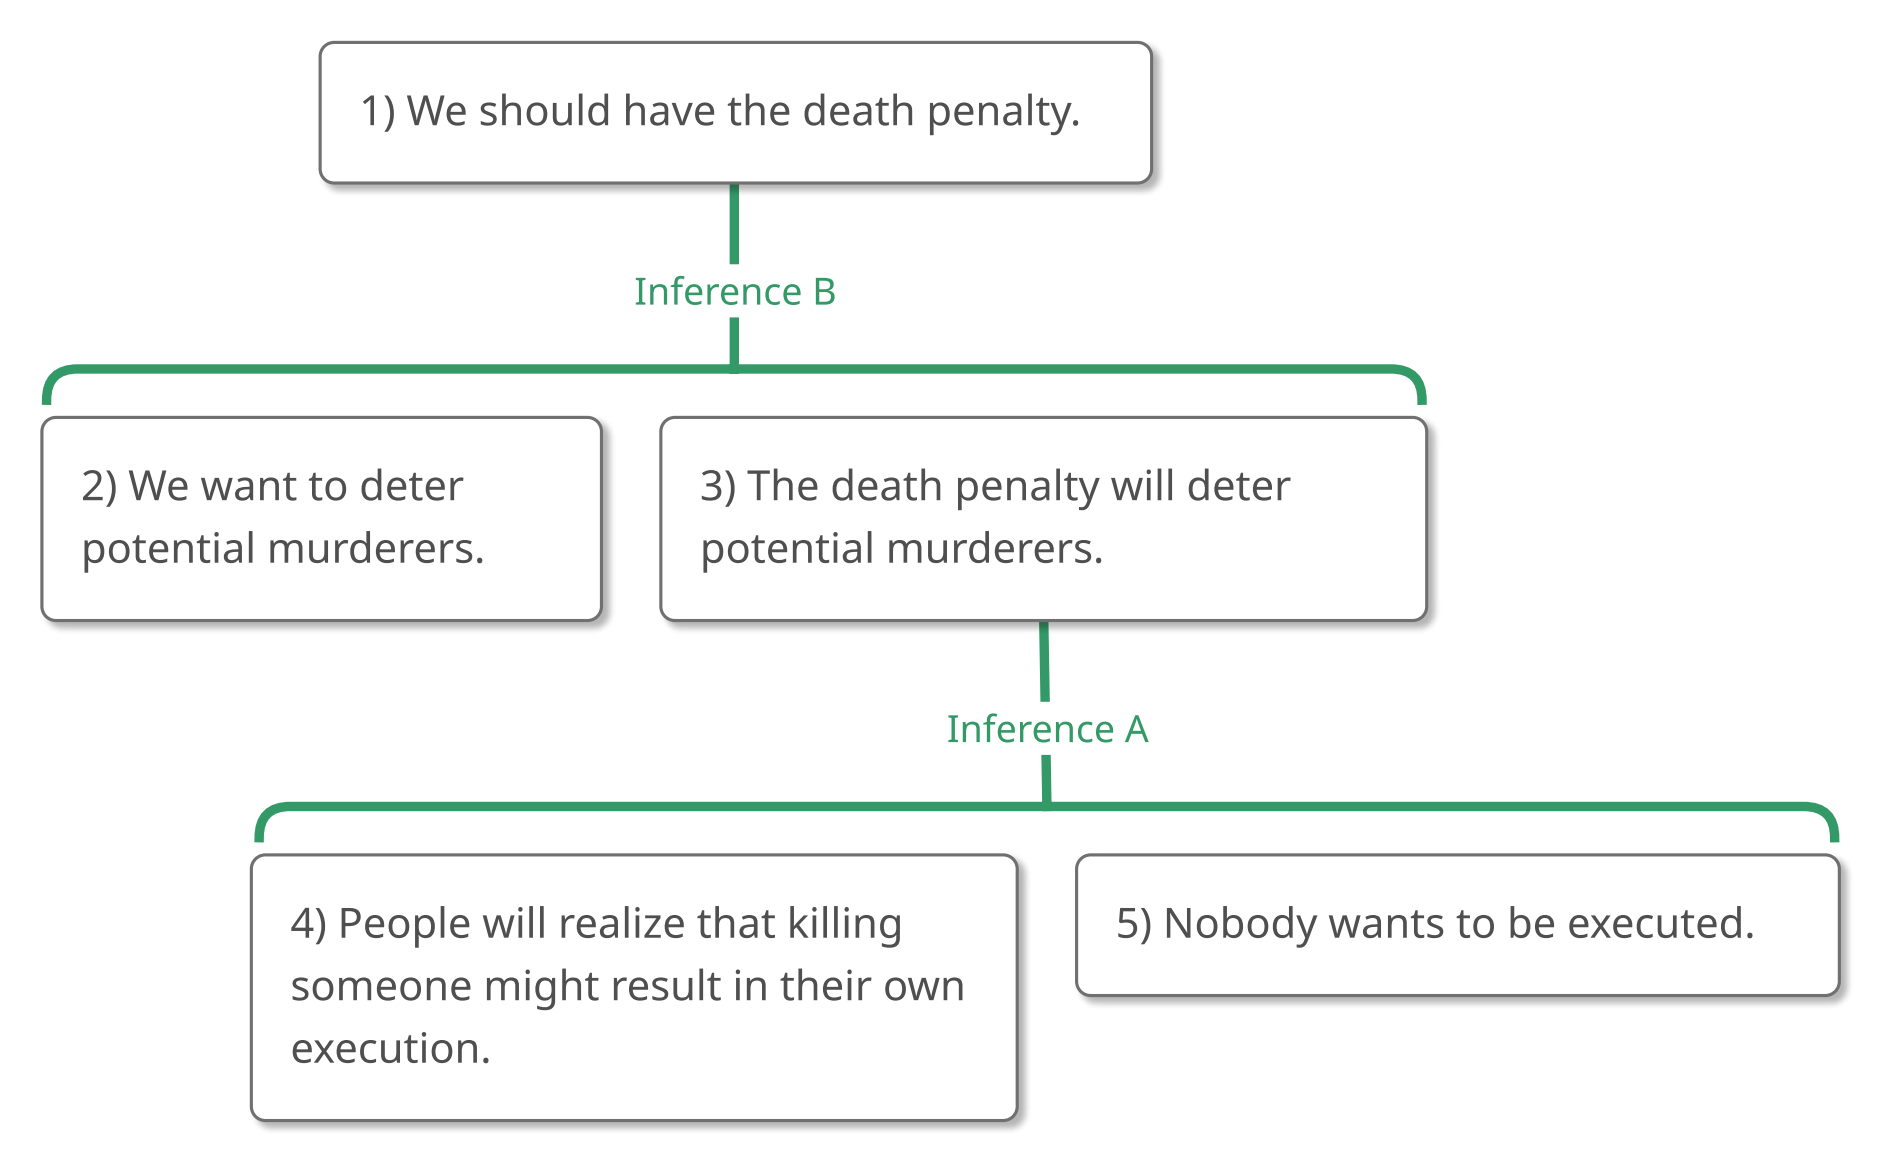 1) We should have the death penalty.
Inference B
2) We want to deter
potential murderers.
3) The death penalty will deter
potential murderers.
Inference A
4) People will realize that killing
someone might result in their own
execution.
5) Nobody wants to be executed.